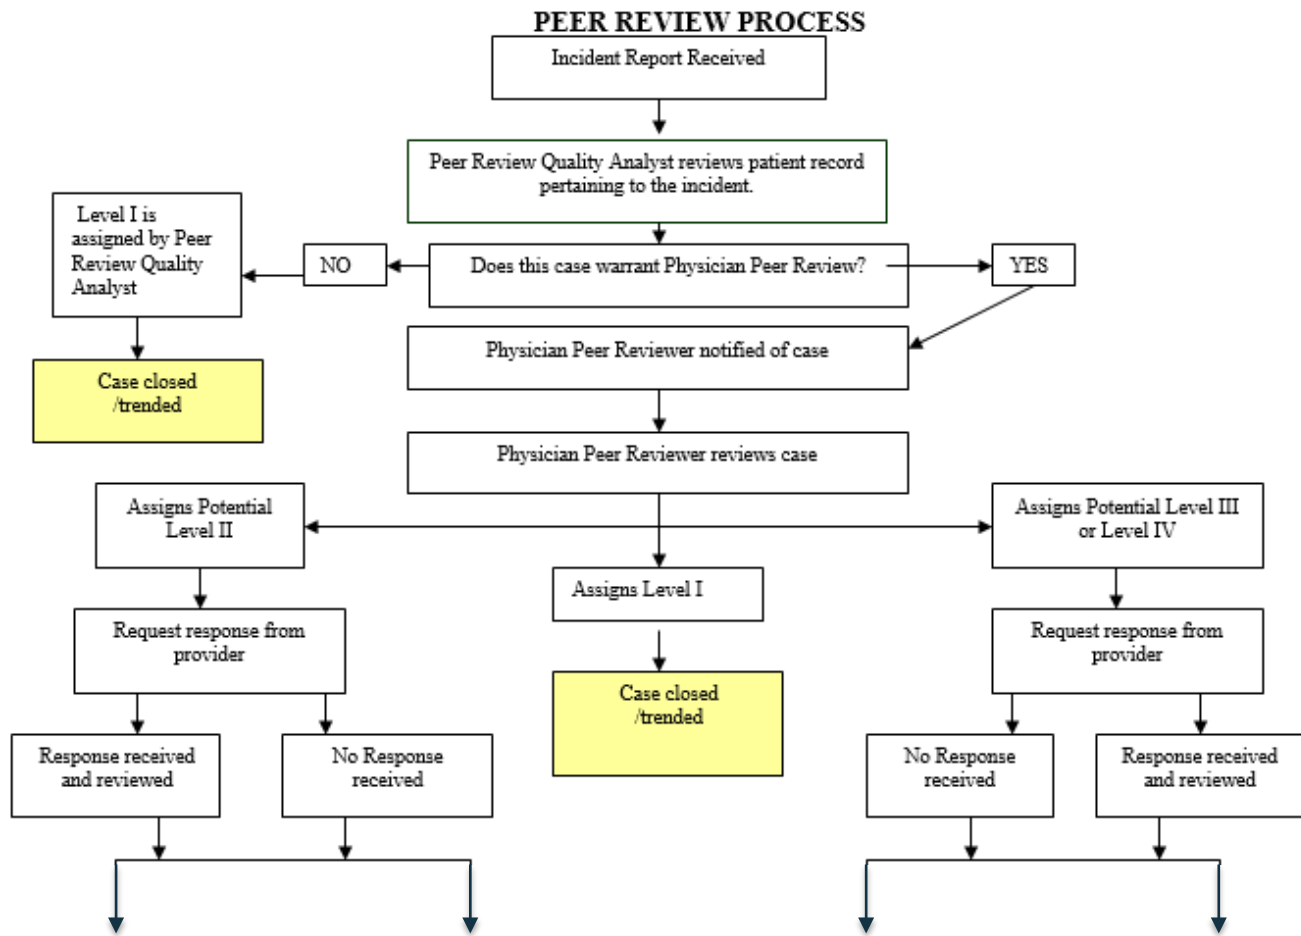 PEER REVIEW PROCESS
Incident Report Received
Peer Review Quality Analyst reviews patient record
pertaining to the incident.
Level I is
assigned by Peer
Review Quality
Analyst
NO
Does this case warrant Physician Peer Review?
YES
Physician Peer Reviewer notified of case
Case closed
/trended
Physician Peer Reviewer reviews case
Assigns Potential
Level II
Assigns Potential Level III
or Level IV
Assigns Level I
Request response from
provider
Request response from
provider
Case closed
/trended
Response received
and reviewed
No Response
received
No Response
received
Response received
and reviewed